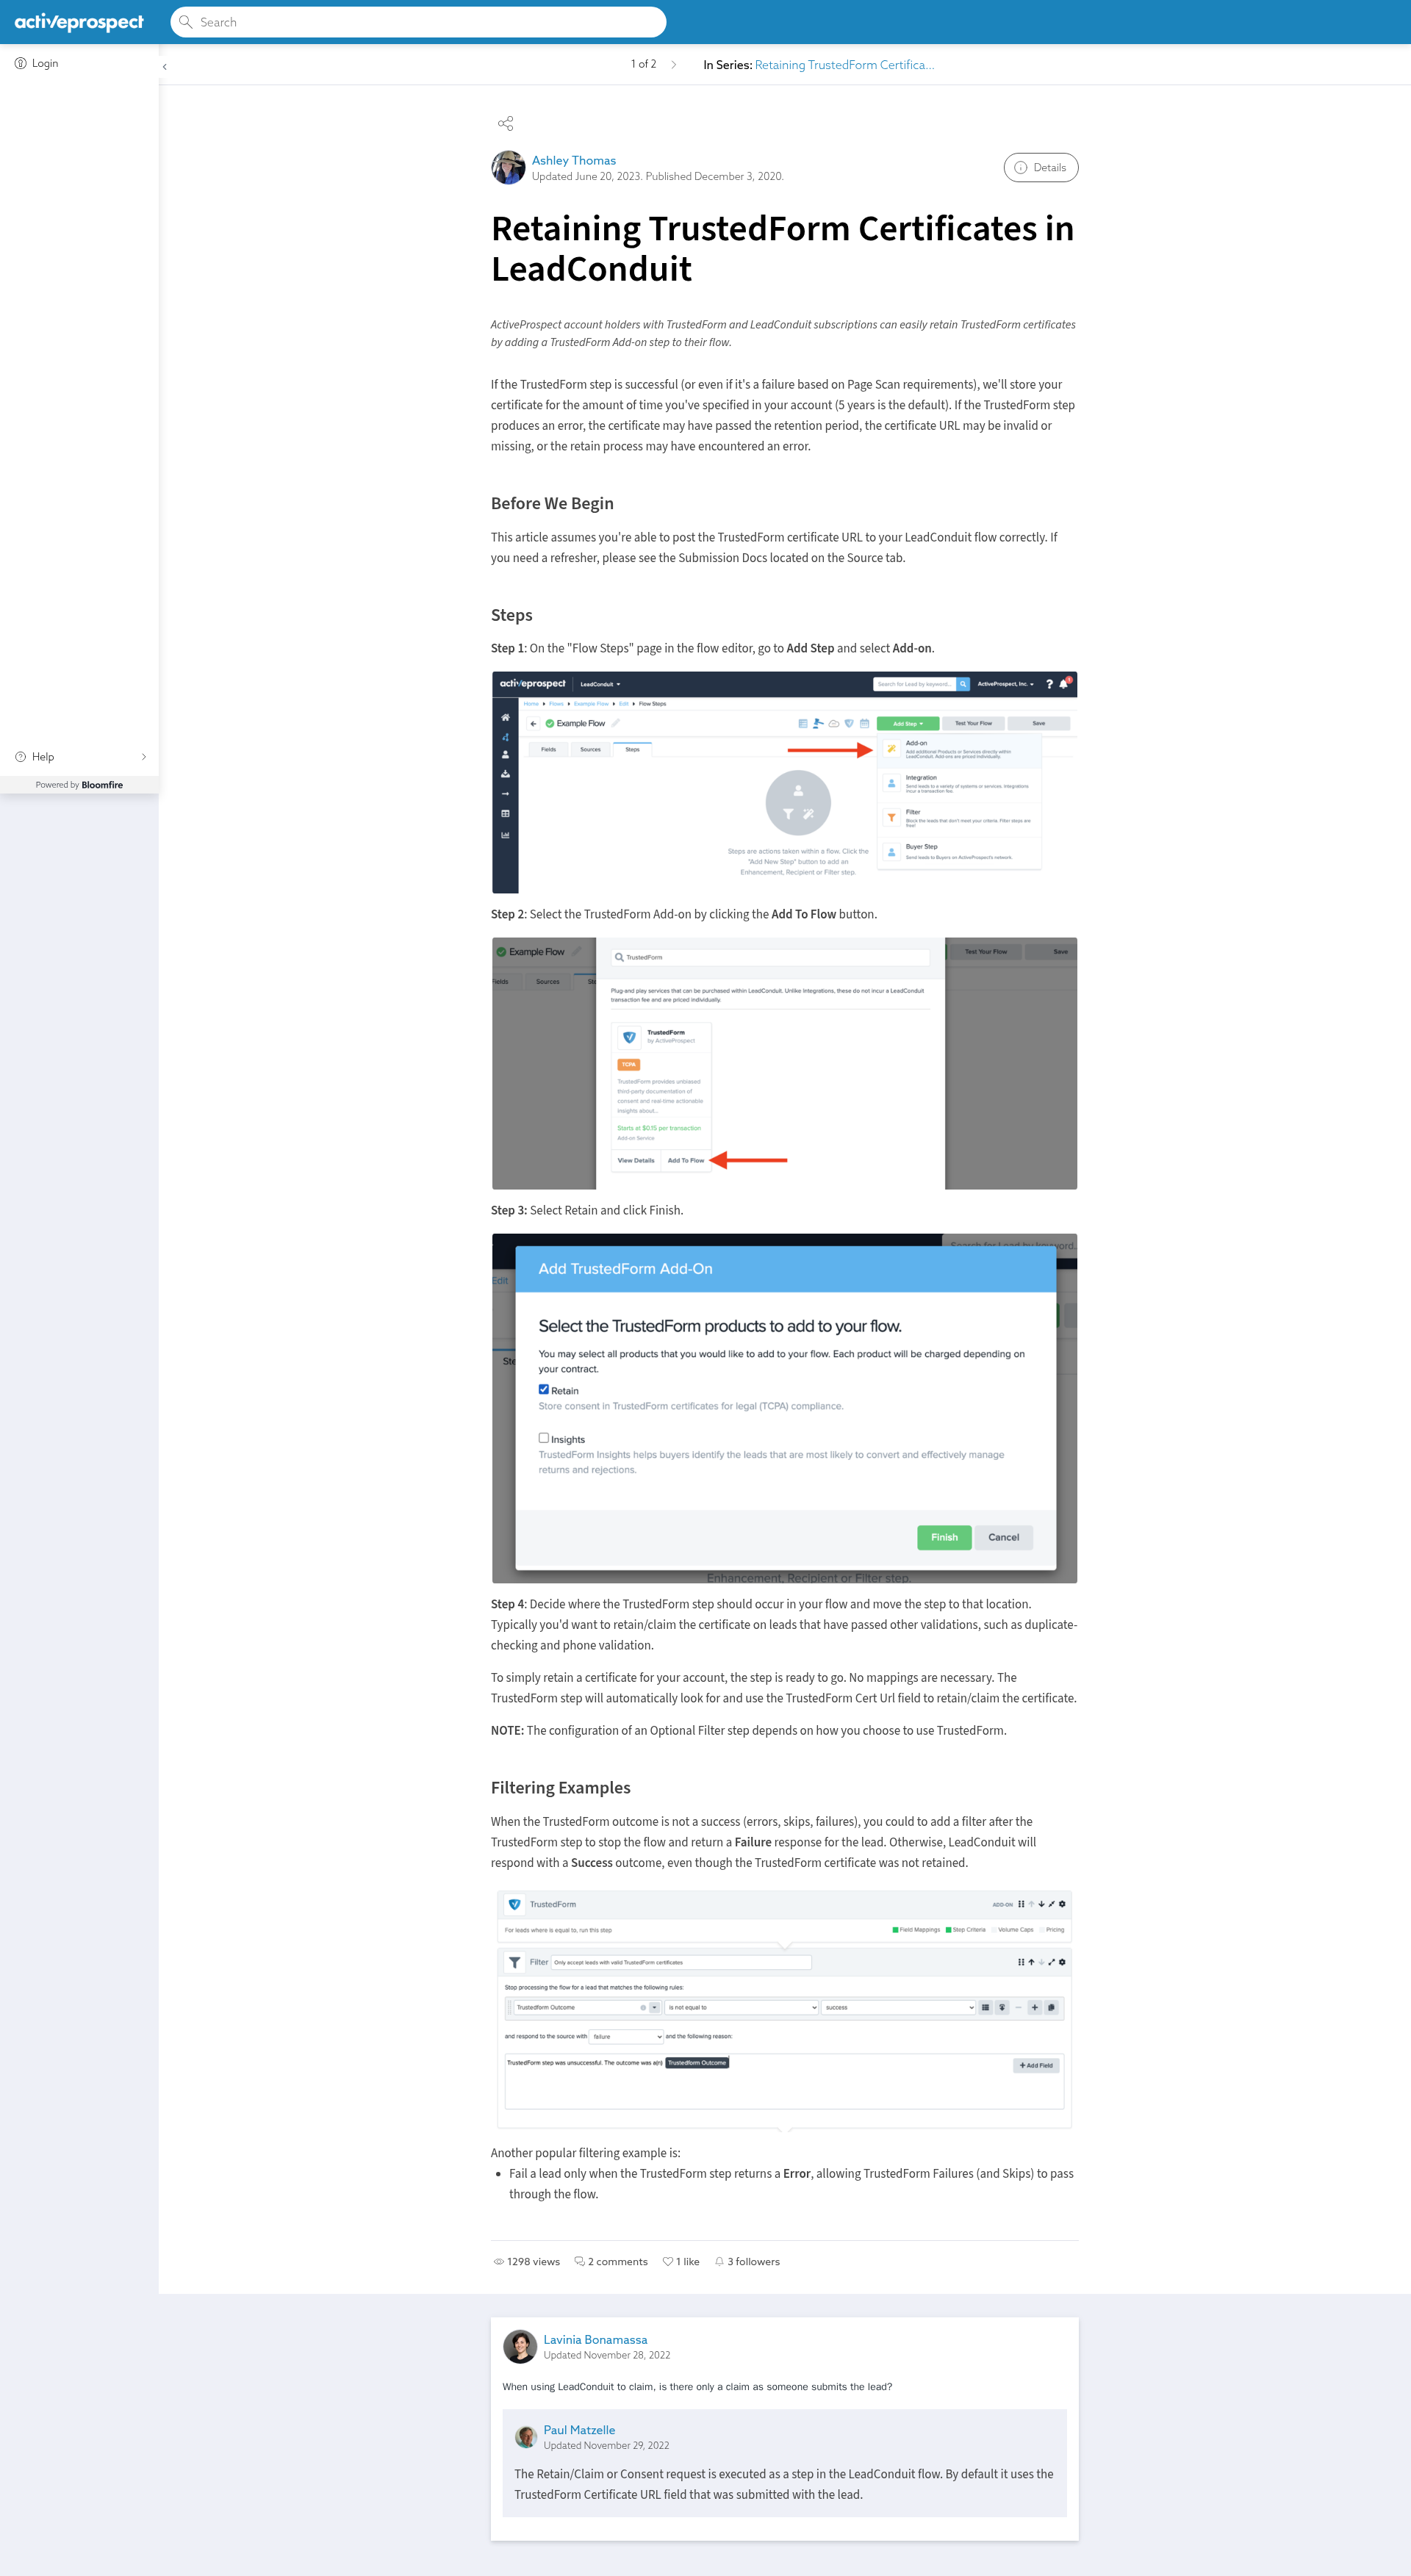 activeprospect
Search
Login
1 of 2
In Series: Retaining TrustedForm Certifica...
Ashley Thomas
Updated June 20, 2023. Published December 3, 2020.
Details
Retaining TrustedForm Certificates in
LeadConduit
ActiveProspect account holders with TrustedForm and LeadConduit subscriptions can easily retain TrustedForm certificates
by adding a TrustedForm Add-on step to their flow.
If the TrustedForm step is successful (or even if it's a failure based on Page Scan requirements), we'll store your
certificate for the amount of time you've specified in your account (5 years is the default). If the TrustedForm step
produces an error, the certificate may have passed the retention period, the certificate URL may be invalid or
missing, or the retain process may have encountered an error.
Before We Begin
This article assumes you're able to post the TrustedForm certificate URL to your LeadConduit flow correctly. If
you need a refresher, please see the Submission Docs located on the Source tab.
Steps
Step 1: On the "Flow Steps" page in the flow editor, go to Add Step and select Add-on.
activeprospect
LeadConduit
Search for Lead by keyword...
ActiveProspect, Inc.
Home
Flows
Example Flow
Edit
Flow Steps
Example Flow
Add Step
Test Your Flow
Save
Fields
Sources
Steps
Add-on
Add additional Products or Services directly within
LeadConduit. Add-ons are priced individually.
Integration
Send leads to a variety of systems or services. Integrations
incur a transaction fee.
Filter
Block the leads that don't meet your criteria. Filter steps are
free!
Buyer Step
Send leads to Buyers on ActiveProspect's network.
Steps are actions taken within a flow. Click the
"Add New Step" button to add an
Enhancement, Recipient or Filter step.
Help
Powered by Bloomfire
Step 2: Select the TrustedForm Add-on by clicking the Add To Flow button.
Example Flow
TrustedForm
Test Your Flow
Save
Fields
Sources
Ste
Plug-and play services that can be purchased within LeadConduit. Unlike Integrations, these do not incur a LeadConduit
transaction fee and are priced individually.
TrustedForm
by ActiveProspect
TCPA
TrustedForm provides unbiased
third-party documentation of
consent and real-time actionable
insights about...
Starts at $0.15 per transaction
Add-on Service
View Details
Add To Flow
Step 3: Select Retain and click Finish.
Search for Lead by keyword.
Edit
Add TrustedForm Add-On
Select the TrustedForm products to add to your flow.
You may select all products that you would like to add to your flow. Each product will be charged depending on
your contract.
Ste
Retain
Store consent in TrustedForm certificates for legal (TCPA) compliance.
Insights
TrustedForm Insights helps buyers identify the leads that are most likely to convert and effectively manage
returns and rejections.
Finish
Cancel
Enhancement, Recipient or Filter step.
Step 4: Decide where the TrustedForm step should occur in your flow and move the step to that location.
Typically you'd want to retain/claim the certificate on leads that have passed other validations, such as duplicate-
checking and phone validation.
To simply retain a certificate for your account, the step is ready to go. No mappings are necessary. The
TrustedForm step will automatically look for and use the TrustedForm Cert Url field to retain/claim the certificate.
NOTE: The configuration of an Optional Filter step depends on how you choose to use TrustedForm.
Filtering Examples
When the TrustedForm outcome is not a success (errors, skips, failures), you could to add a filter after the
TrustedForm step to stop the flow and return a Failure response for the lead. Otherwise, LeadConduit will
respond with a Success outcome, even though the TrustedForm certificate was not retained.
TrustedForm
ADD-ON
For leads where is equal to, run this step
Field Mappings
Step Criteria
Volume Caps
Pricing
Filter
Only accept leads with valid TrustedForm certificates
Stop processing the flow for a lead that matches the following rules:
Trustedform Outcome
is not equal to
success
and respond to the source with failure and the following reason:
TrustedForm step was unsuccessful. The outcome was a(n) Trustedform Outcome
+ Add Field
Another popular filtering example is:
• Fail a lead only when the TrustedForm step returns a Error, allowing TrustedForm Failures (and Skips) to pass
through the flow.
1298 views
2 comments
1 like
3 followers
Lavinia Bonamassa
Updated November 28, 2022
When using LeadConduit to claim, is there only a claim as someone submits the lead?
Paul Matzelle
Updated November 29, 2022
The Retain/Claim or Consent request is executed as a step in the LeadConduit flow. By default it uses the
TrustedForm Certificate URL field that was submitted with the lead.